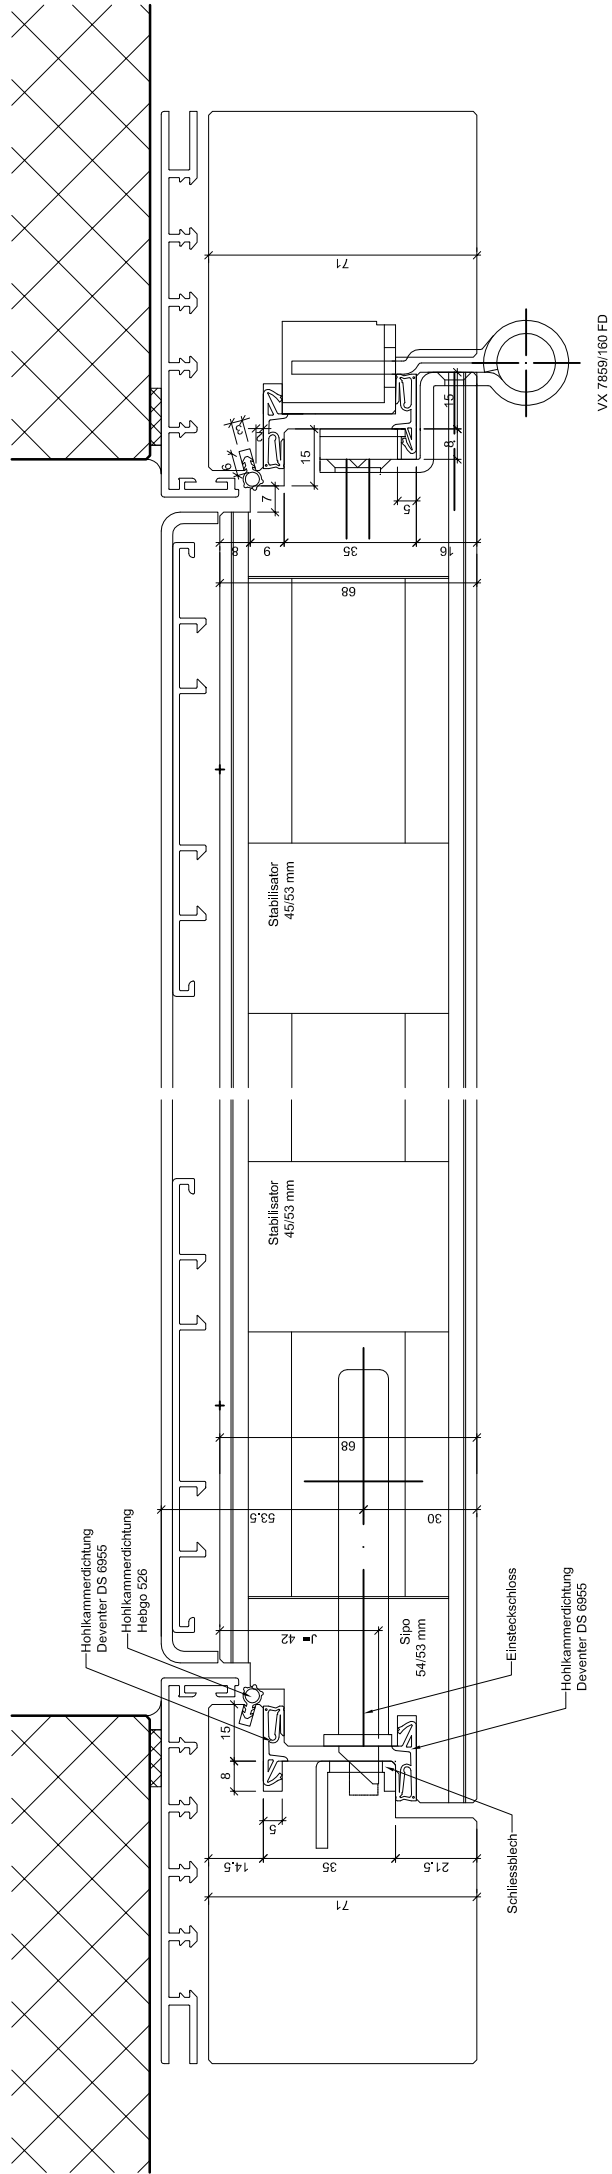 Hohlkammerdichtung
Deventer DS 6955
Hohlkammerdichtung
Hebgo 526
Stabilisator
45/53 mm
Stabilisator
45/53 mm
Sipo
54/53 mm
Einsteckschloss
Hohlkammerdichtung
Deventer DS 6955
Schliessblech
VX 7859/160 FD
71
14.5
35
21.5
5
8
15
53.5
30
68
68
8
9
35
16
7
15
5
3
15
8
71